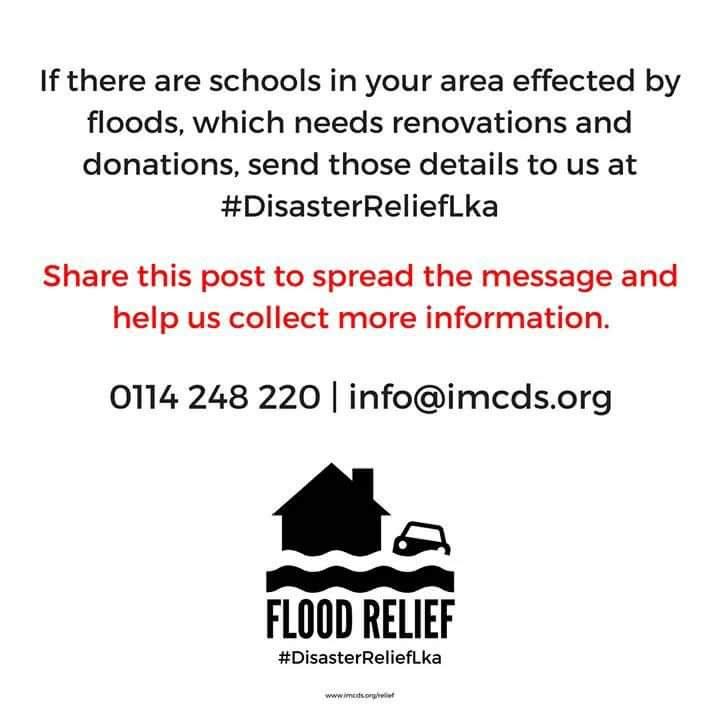 If there are schools in your area effected by
floods, which needs renovations and
donations, send those details to us at
#DisasterReliefLka
Share this post to spread the message and
help us collect more information.
0114 248 220 | info@imcds.org
FLOOD RELIEF
#DisasterReliefLka
www.imcds.org/relief